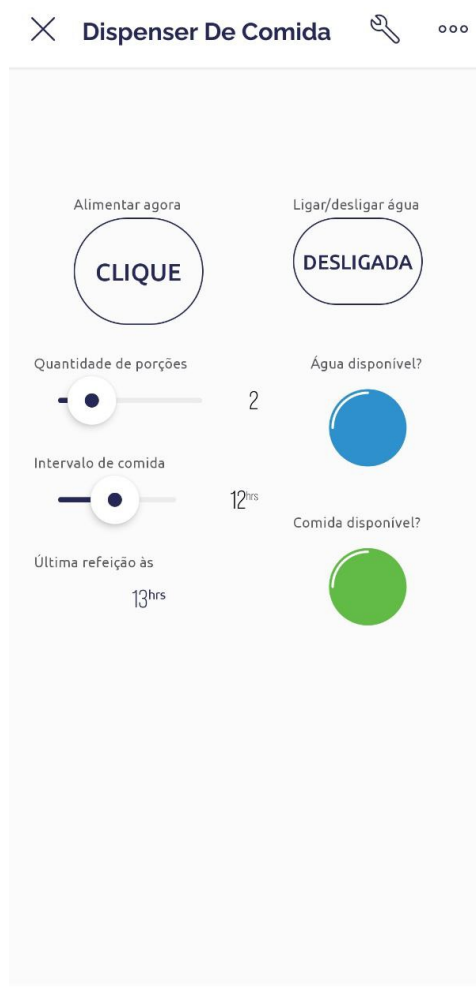 Dispenser De Comida
Alimentar agora
CLIQUE
Ligar/desligar água
DESLIGADA
Quantidade de porções
2
Água disponível?
Intervalo de comida
12hrs
Comida disponível?
Última refeição às
13hrs